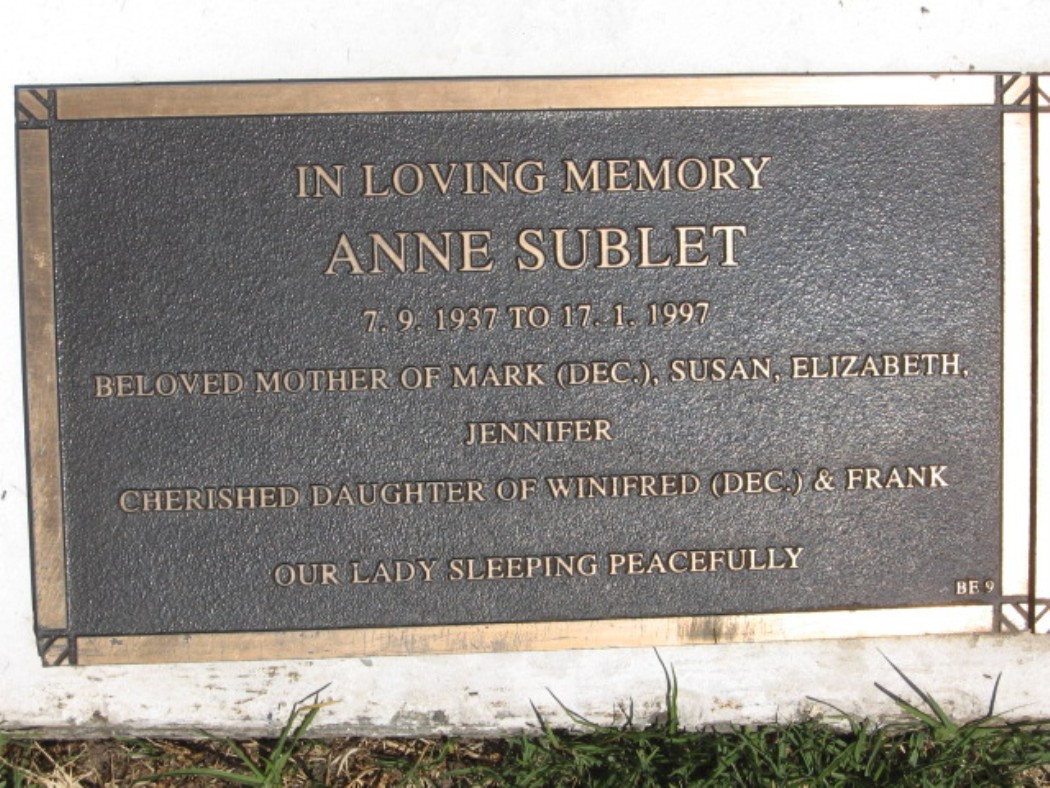 IN LOVING MEMORY
ANNE SUBLET
7. 9. 1937 TO 17. 1. 1997
BELOVED MOTHER OF MARK (DEC.), SUSAN, ELIZABETH,
JENNIFER
CHERISHED DAUGHTER OF WINIFRED (DEC.) & FRANK
OUR LADY SLEEPING PEACEFULLY
BE 9